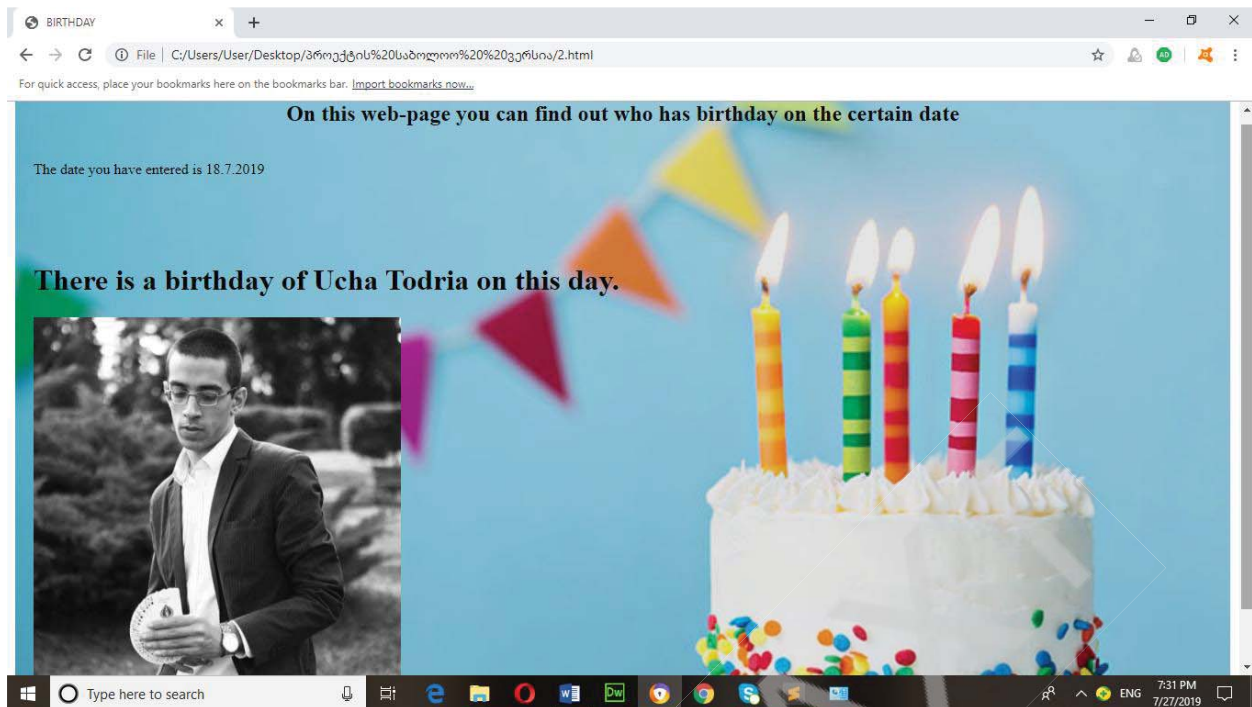 BIRTHDAY
File C:/Users/User/Desktop/პროექტის%20საბოლოო%20%20ვერსია/2.html
For quick access, place your bookmarks here on the bookmarks bar. Import bookmarks now...
On this web-page you can find out who has birthday on the certain date
The date you have entered is 18.7.2019
There is a birthday of Ucha Todria on this day.
Type here to search
ENG
7:31 PM
7/27/2019